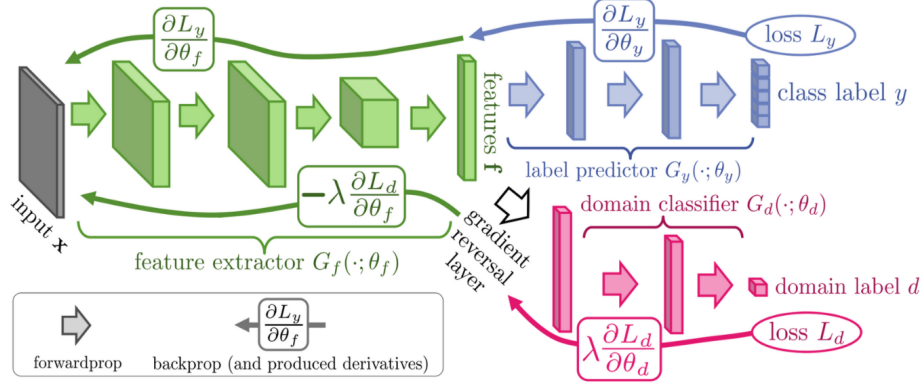 ∂L_y/∂θ_f
∂L_y/∂θ_y
loss L_y
features f
class label y
label predictor G_y(·; θ_y)
−λ ∂L_d/∂θ_f
input x
gradient
reversal
layer
feature extractor G_f(·; θ_f)
domain classifier G_d(·; θ_d)
domain label d
λ ∂L_d/∂θ_d
loss L_d
∂L_y/∂θ_f
forwardprop
backprop (and produced derivatives)